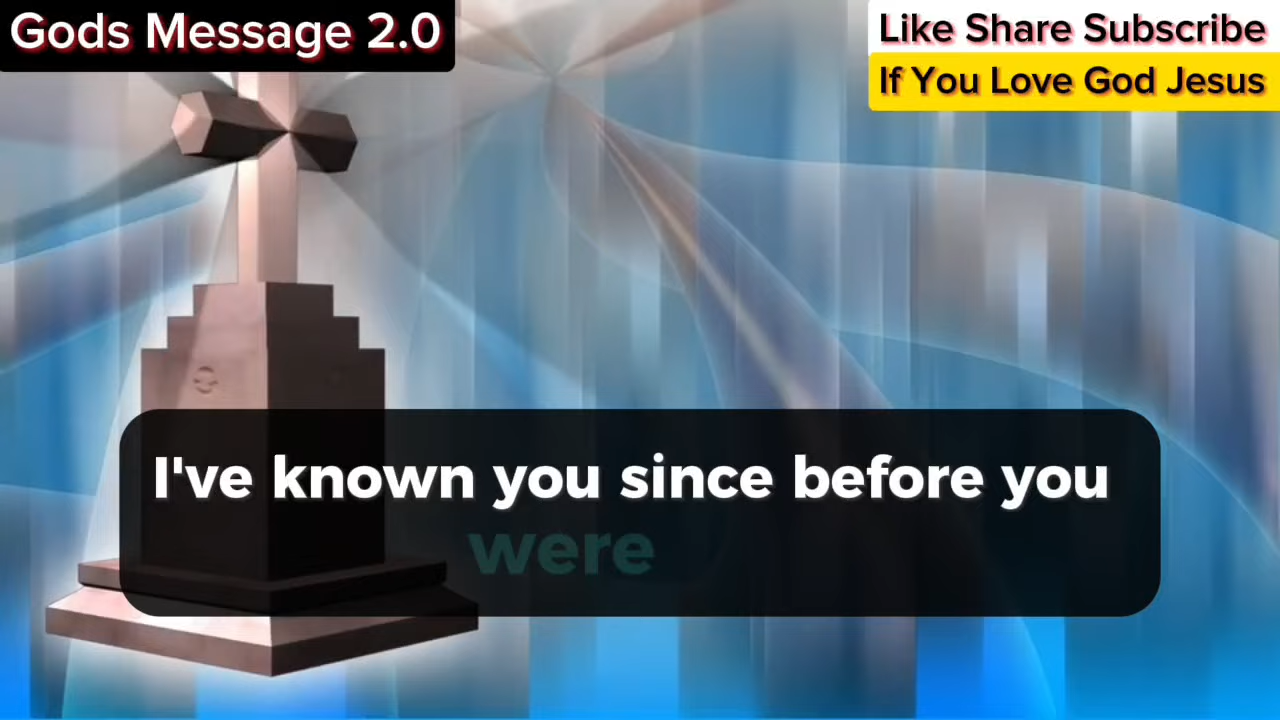 Gods Message 2.0
Like Share Subscribe
If You Love God Jesus
I've known you since before you
were